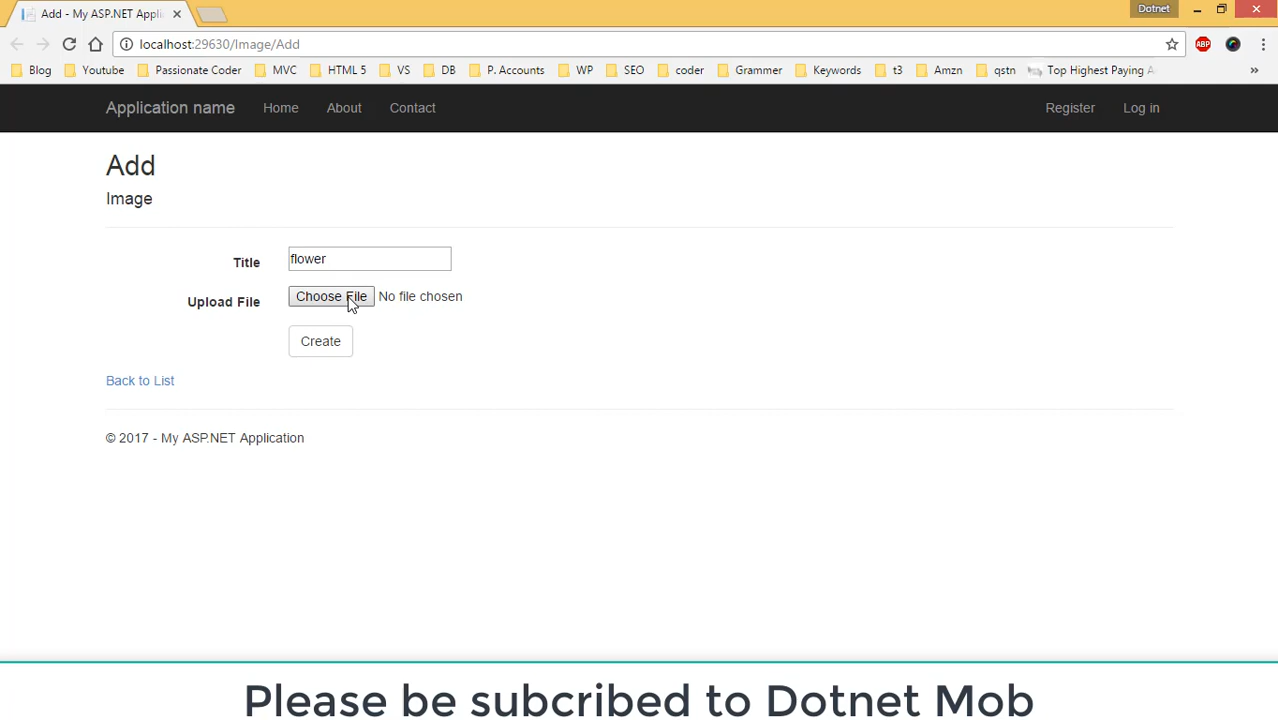 Add - My ASP.NET Appli
Dotnet
localhost:29630/Image/Add
ABP
Blog Youtube Passionate Coder MVC HTML 5 VS DB P. Accounts WP SEO coder Grammer Keywords t3 Amzn qstn Top Highest Paying A
Application name Home About Contact Register Log in
Add
Image
Title flower
Upload File Choose File No file chosen
Create
Back to List
© 2017 - My ASP.NET Application
Please be subcribed to Dotnet Mob